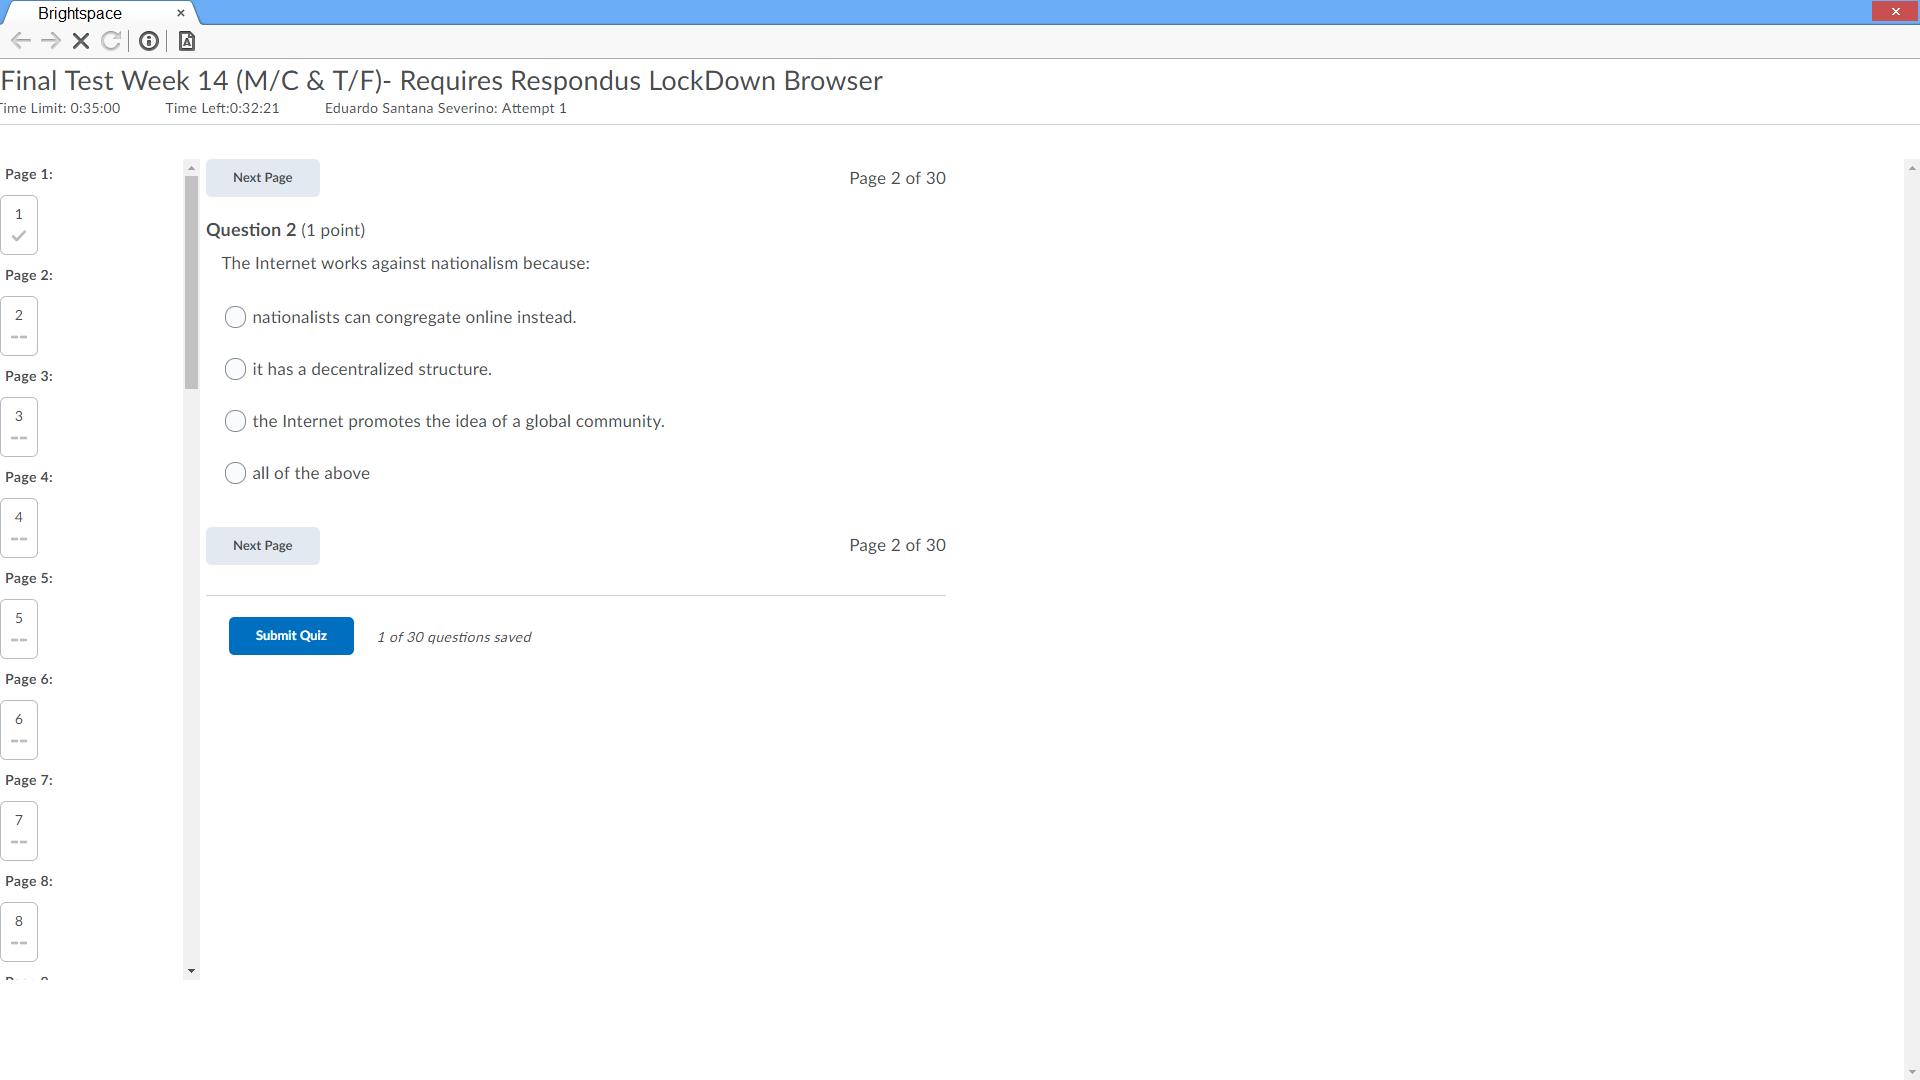 Brightspace
Final Test Week 14 (M/C & T/F)- Requires Respondus LockDown Browser
Time Limit: 0:35:00 Time Left:0:32:21 Eduardo Santana Severino: Attempt 1
Page 1:
1
Page 2:
2
--
Page 3:
3
--
Page 4:
4
--
Page 5:
5
--
Page 6:
6
--
Page 7:
7
--
Page 8:
8
--
Next Page Page 2 of 30
Question 2 (1 point)
The Internet works against nationalism because:
nationalists can congregate online instead.
it has a decentralized structure.
the Internet promotes the idea of a global community.
all of the above
Next Page Page 2 of 30
Submit Quiz 1 of 30 questions saved